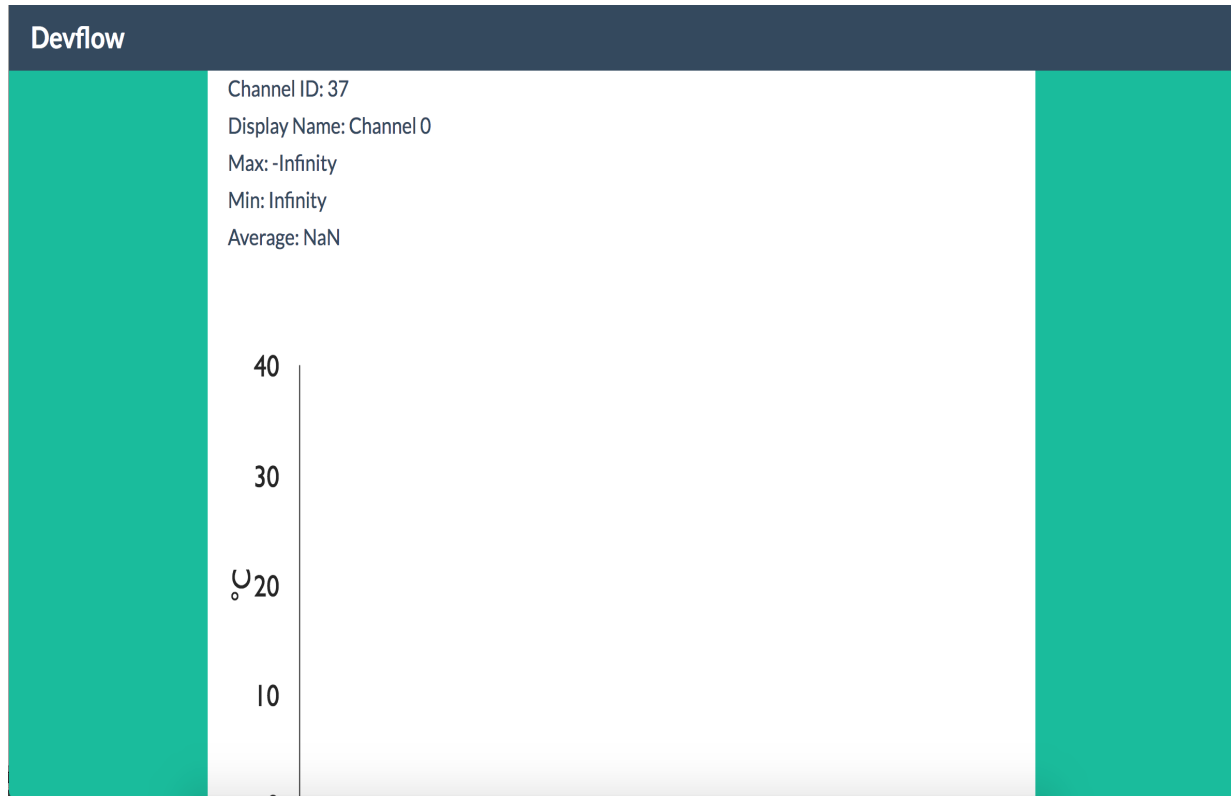 Devflow
Channel ID: 37
Display Name: Channel 0
Max: -Infinity
Min: Infinity
Average: NaN
40
30
°C
20
10